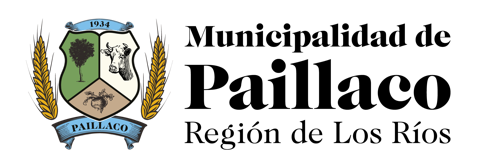 1934
PAILLACO
Municipalidad de
Paillaco
Región de Los Ríos